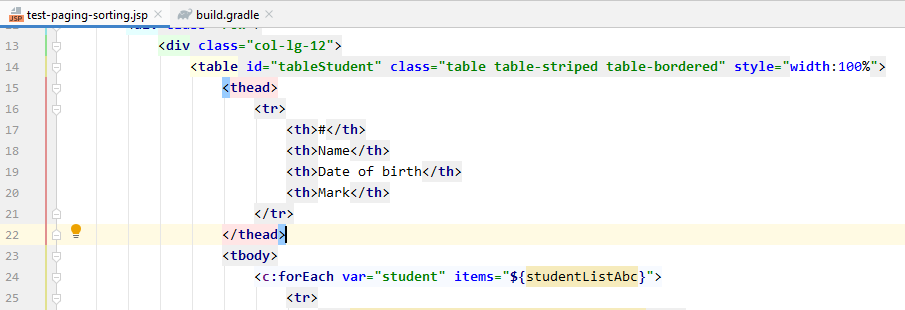 test-paging-sorting.jsp build.gradle
13 <div class="col-lg-12">
14 <table id="tableStudent" class="table table-striped table-bordered" style="width:100%">
15 <thead>
16 <tr>
17 <th>#</th>
18 <th>Name</th>
19 <th>Date of birth</th>
20 <th>Mark</th>
21 </tr>
22 </thead>
23 <tbody>
24 <c:forEach var="student" items="${studentListAbc}">
25 <tr>